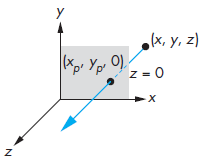 y
(x, y, z)
(xₚ, yₚ, 0)
z = 0
x
z